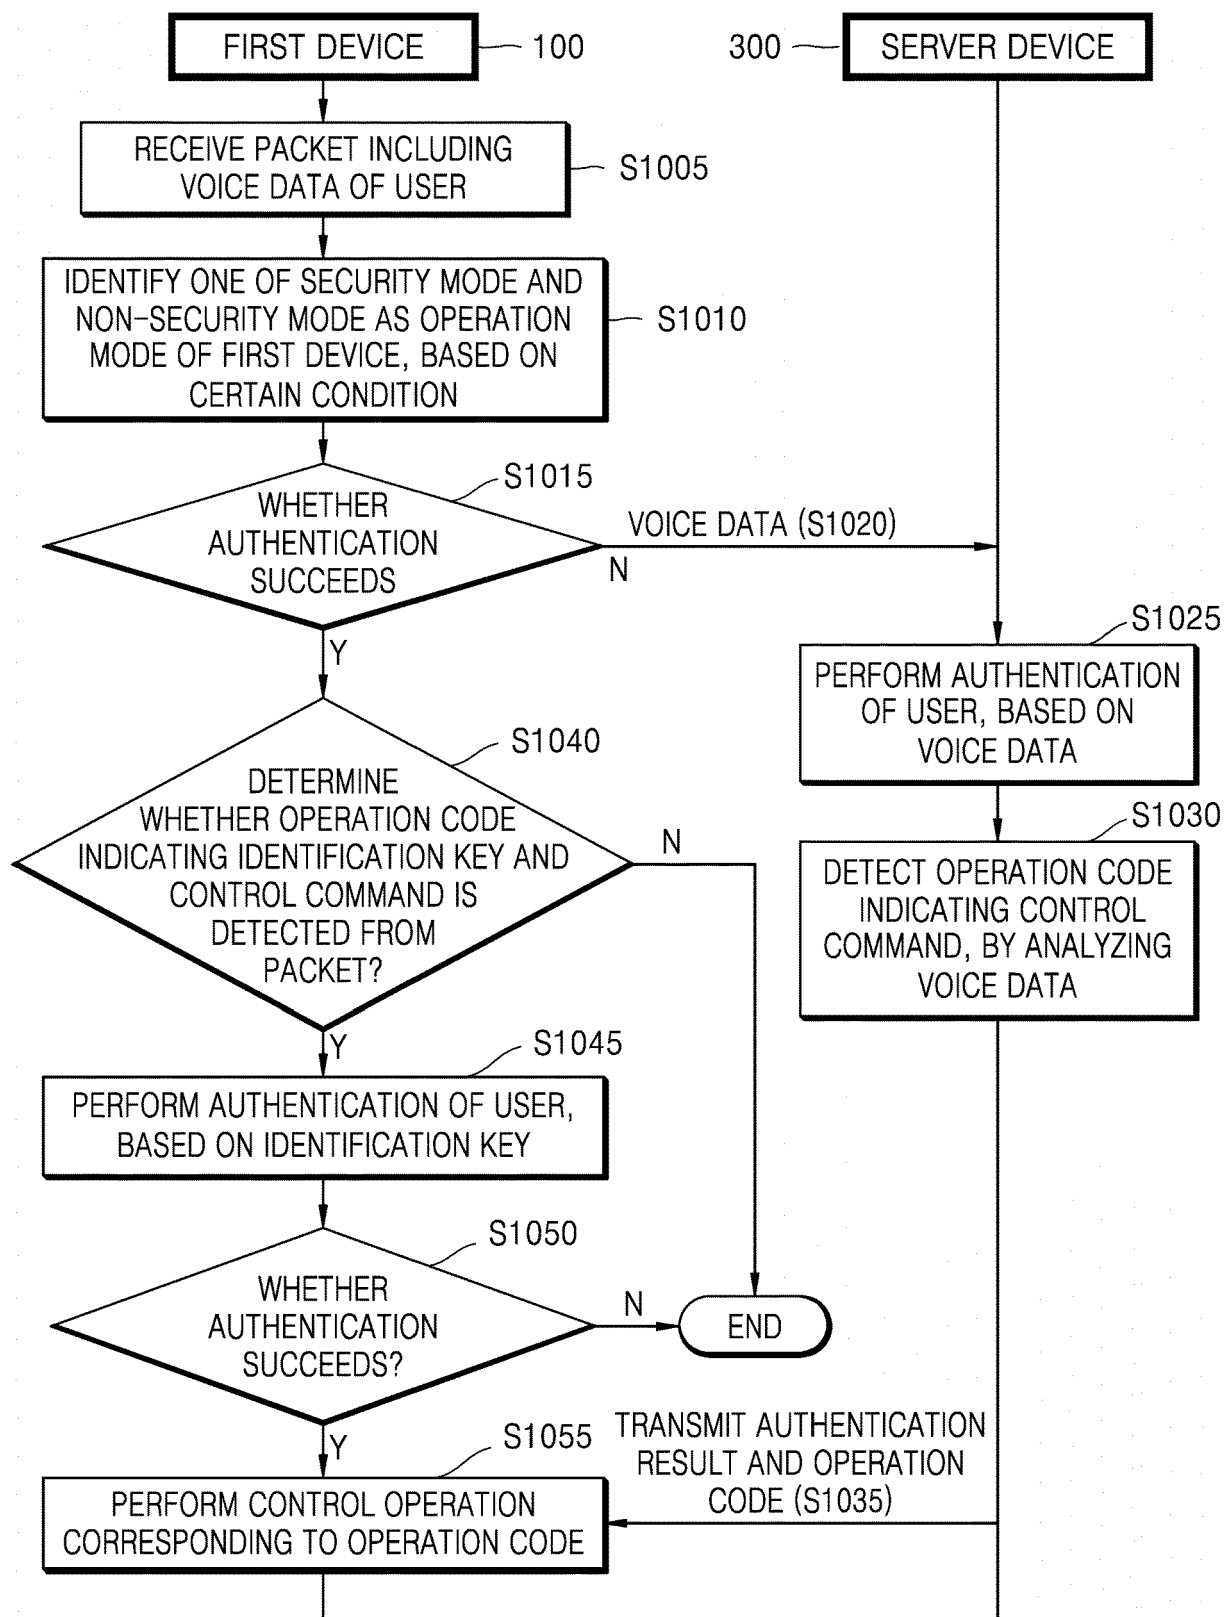 FIRST DEVICE
100
300
SERVER DEVICE
RECEIVE PACKET INCLUDING
VOICE DATA OF USER
S1005
IDENTIFY ONE OF SECURITY MODE AND
NON-SECURITY MODE AS OPERATION
MODE OF FIRST DEVICE, BASED ON
CERTAIN CONDITION
S1010
S1015
WHETHER
AUTHENTICATION
SUCCEEDS
VOICE DATA (S1020)
N
Y
S1025
PERFORM AUTHENTICATION
OF USER, BASED ON
VOICE DATA
S1040
DETERMINE
WHETHER OPERATION CODE
INDICATING IDENTIFICATION KEY AND
CONTROL COMMAND IS
DETECTED FROM
PACKET?
N
Y
S1030
DETECT OPERATION CODE
INDICATING CONTROL
COMMAND, BY ANALYZING
VOICE DATA
S1045
PERFORM AUTHENTICATION OF USER,
BASED ON IDENTIFICATION KEY
S1050
WHETHER
AUTHENTICATION
SUCCEEDS?
N
END
Y
S1055
TRANSMIT AUTHENTICATION
RESULT AND OPERATION
CODE (S1035)
PERFORM CONTROL OPERATION
CORRESPONDING TO OPERATION CODE